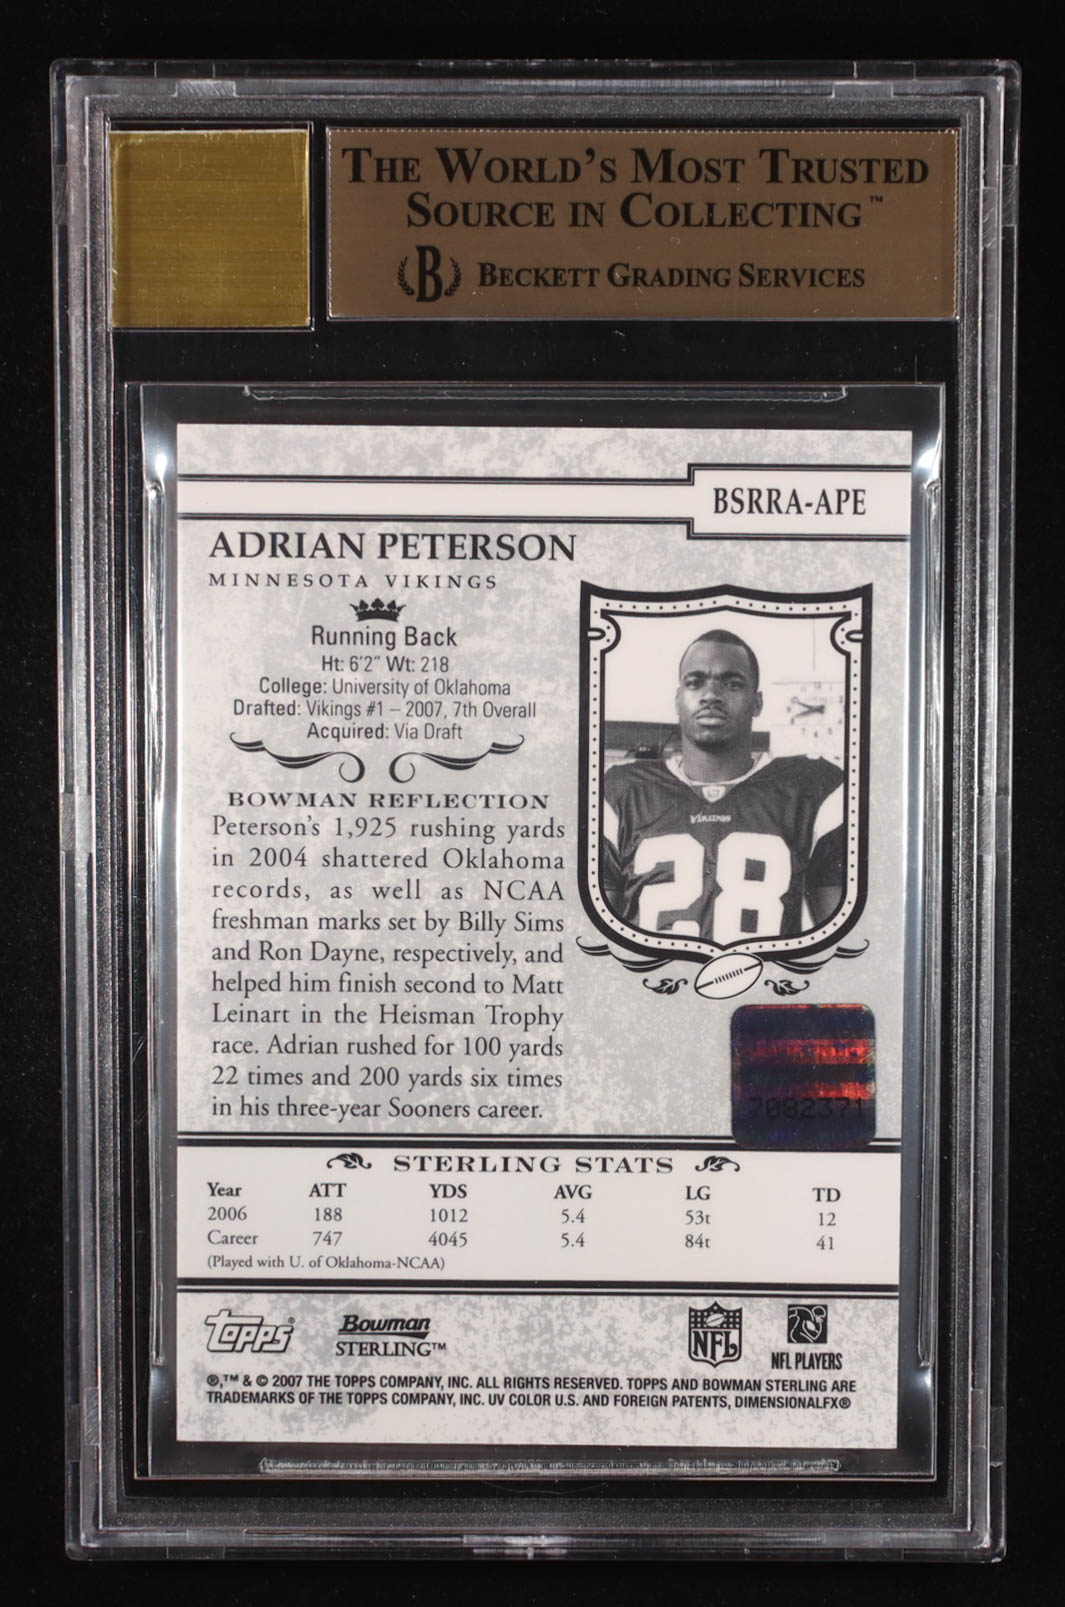 THE WORLD'S MOST TRUSTED
SOURCE IN COLLECTING™
B BECKETT GRADING SERVICES
BSRRA-APE
ADRIAN PETERSON
MINNESOTA VIKINGS
Running Back
Ht: 6'2" Wt: 218
College: University of Oklahoma
Drafted: Vikings #1 – 2007, 7th Overall
Acquired: Via Draft
BOWMAN REFLECTION
Peterson's 1,925 rushing yards
in 2004 shattered Oklahoma
records, as well as NCAA
freshman marks set by Billy Sims
and Ron Dayne, respectively, and
helped him finish second to Matt
Leinart in the Heisman Trophy
race. Adrian rushed for 100 yards
22 times and 200 yards six times
in his three-year Sooners career.
VIKINGS
28
7082371
STERLING STATS
Year ATT YDS AVG LG TD
2006 188 1012 5.4 53t 12
Career 747 4045 5.4 84t 41
(Played with U. of Oklahoma-NCAA)
Topps®
Bowman
STERLING™
NFL
NFL PLAYERS
®,™ & © 2007 THE TOPPS COMPANY, INC. ALL RIGHTS RESERVED. TOPPS AND BOWMAN STERLING ARE
TRADEMARKS OF THE TOPPS COMPANY, INC. UV COLOR U.S. AND FOREIGN PATENTS, DIMENSIONALFX®